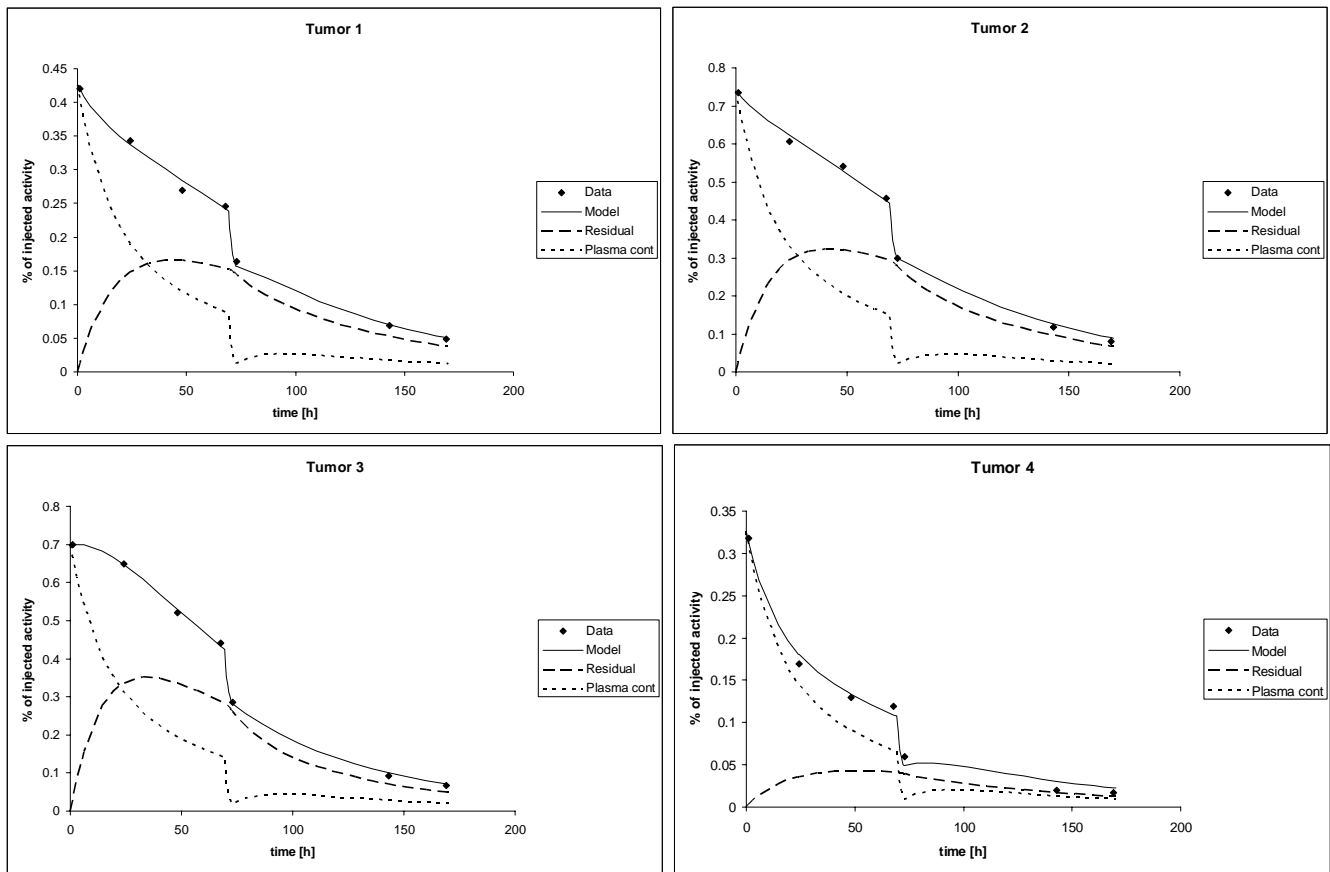 Tumor 1
% of injected activity
0.45
0.4
0.35
0.3
0.25
0.2
0.15
0.1
0.05
0
0
50
100
150
200
time [h]
Data
Model
Residual
Plasma cont
Tumor 2
% of injected activity
0.8
0.7
0.6
0.5
0.4
0.3
0.2
0.1
0
0
50
100
150
200
time [h]
Data
Model
Residual
Plasma cont
Tumor 3
% of injected activity
0.8
0.7
0.6
0.5
0.4
0.3
0.2
0.1
0
0
50
100
150
200
time [h]
Data
Model
Residual
Plasma cont
Tumor 4
% of injected activity
0.35
0.3
0.25
0.2
0.15
0.1
0.05
0
0
50
100
150
200
time [h]
Data
Model
Residual
Plasma cont